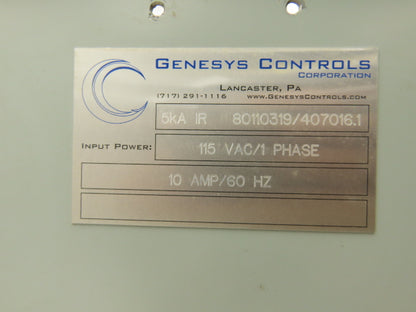 GENESYS CONTROLS
CORPORATION
LANCASTER, PA
(717) 291-1116 WWW.GENESYSCONTROLS.COM
5kA IR 80110319/407016.1
INPUT POWER: 115 VAC/1 PHASE
10 AMP/60 HZ